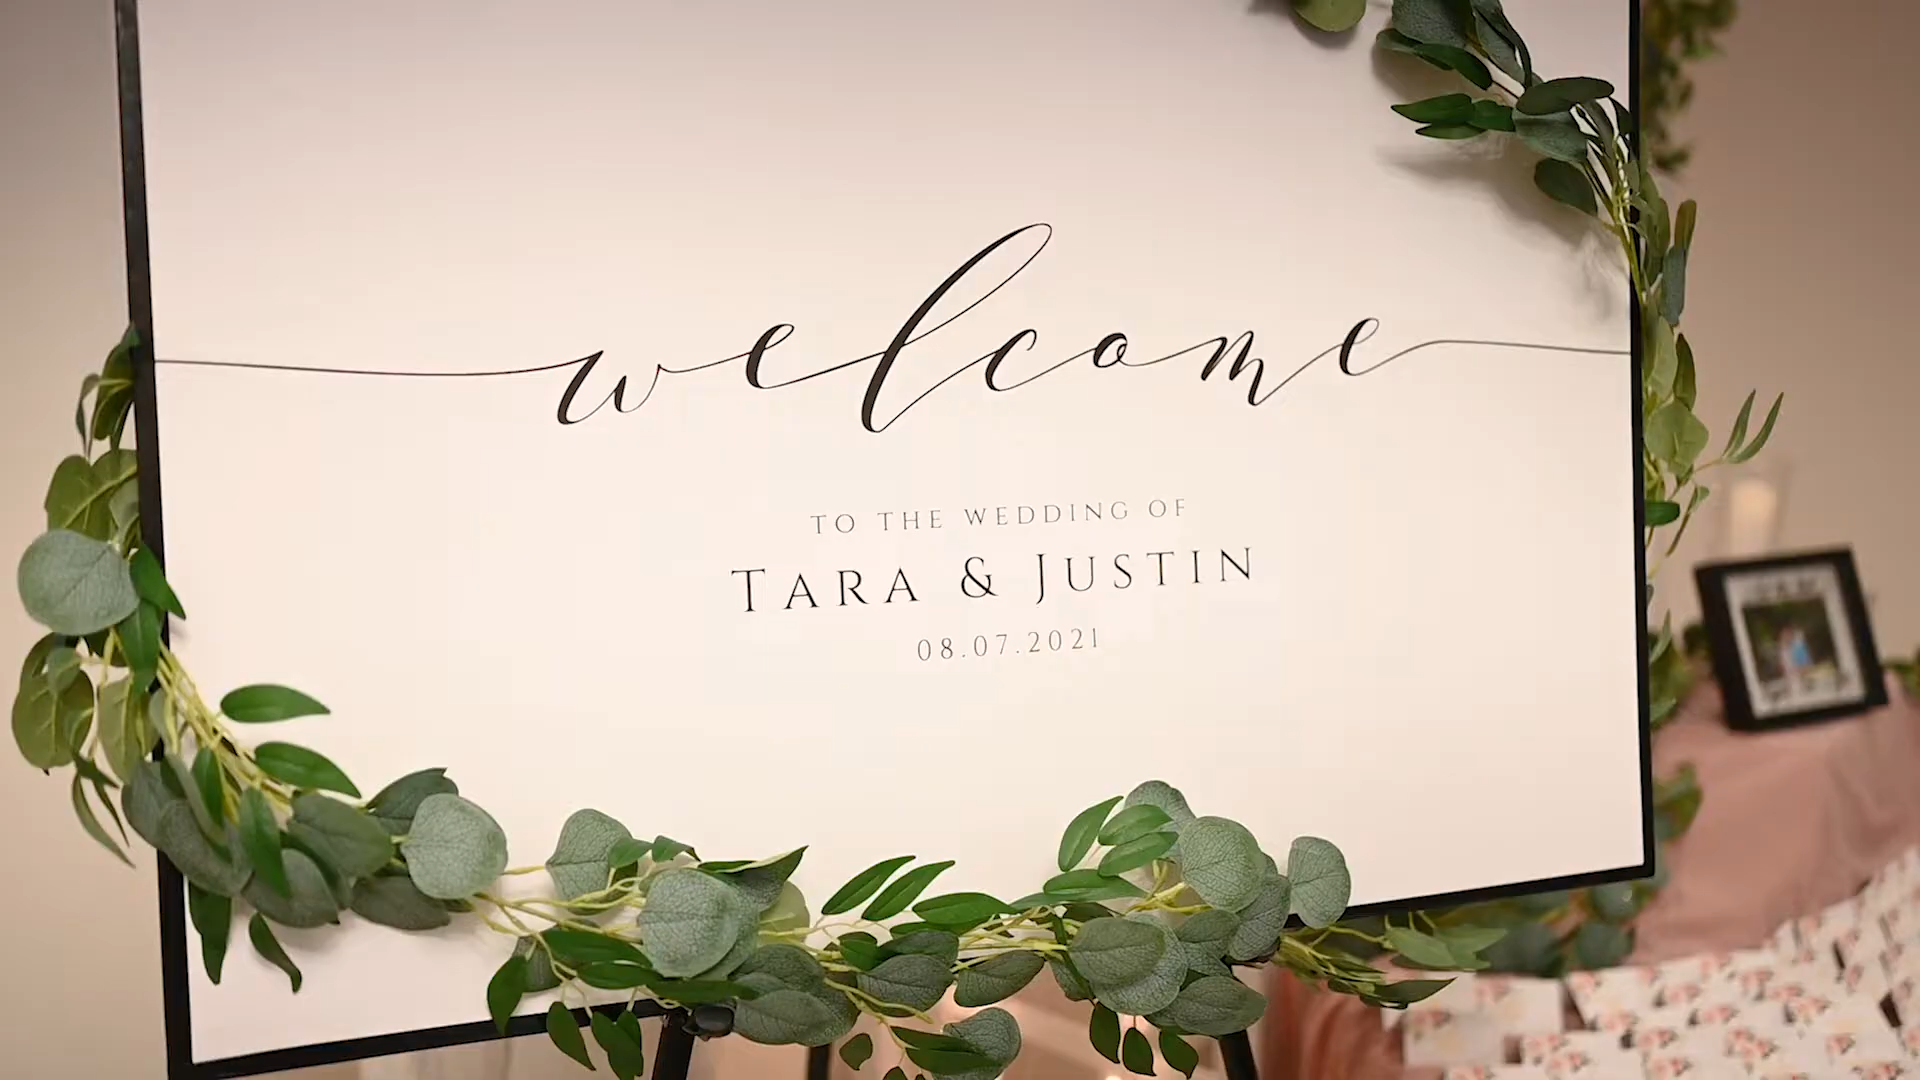 welcome
TO THE WEDDING OF
TARA & JUSTIN
08.07.2021